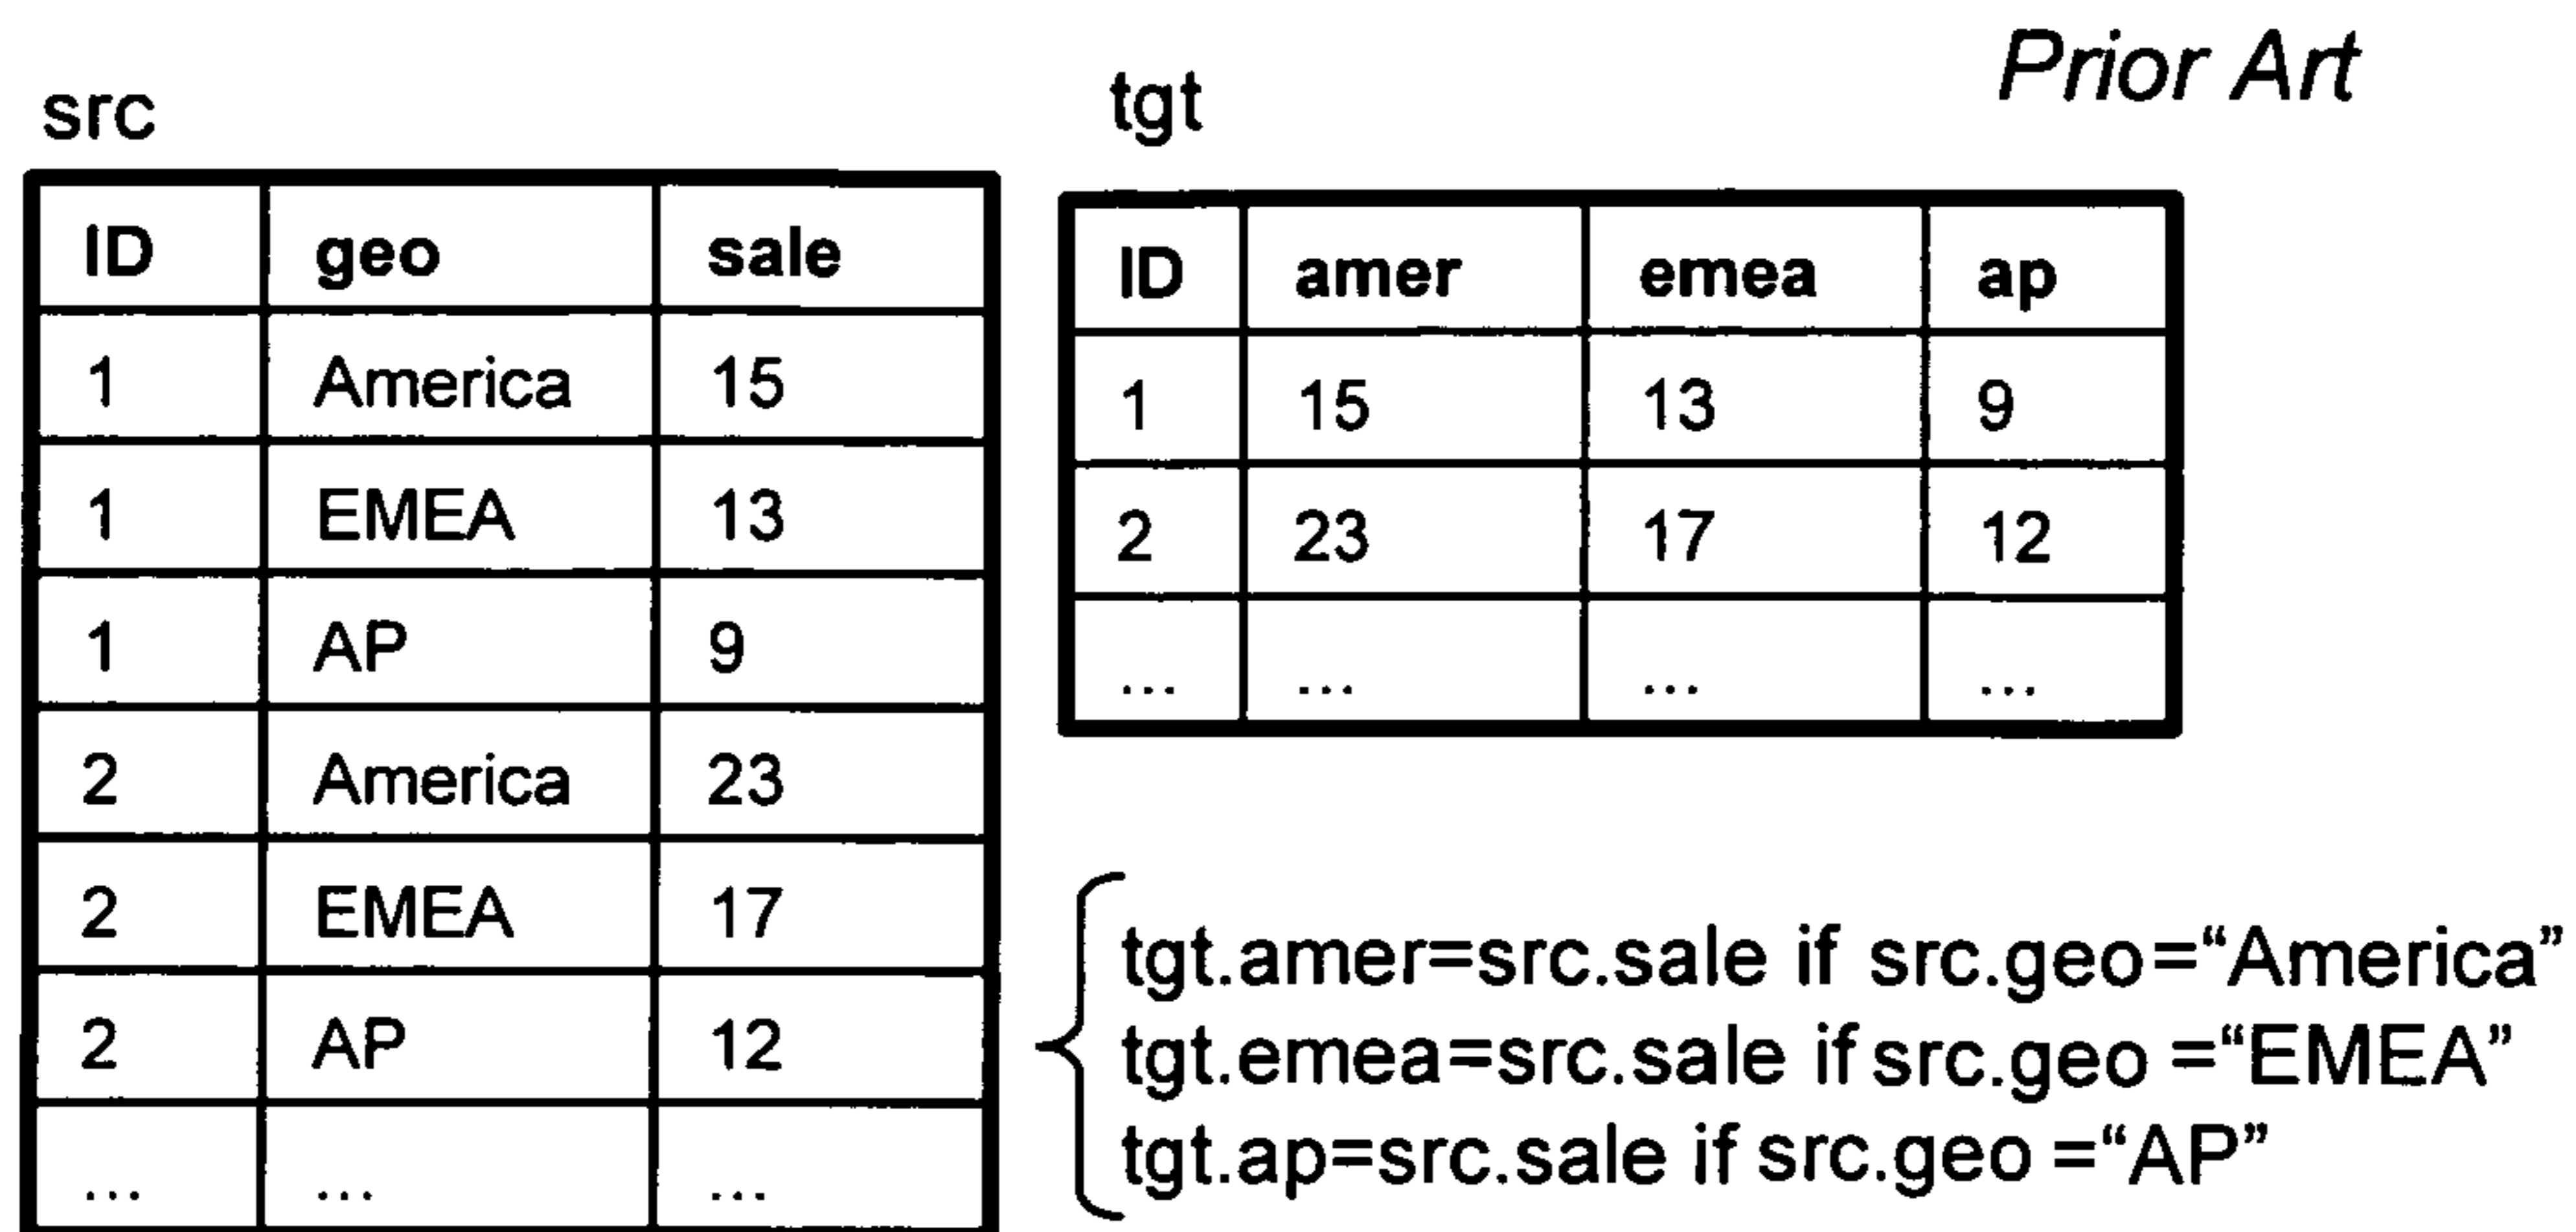 Prior Art
src
ID geo sale
1 America 15
1 EMEA 13
1 AP 9
2 America 23
2 EMEA 17
2 AP 12
... ... ...
tgt
ID amer emea ap
1 15 13 9
2 23 17 12
... ... ... ...
tgt.amer=src.sale if src.geo=“America”
tgt.emea=src.sale if src.geo =“EMEA”
tgt.ap=src.sale if src.geo =“AP”